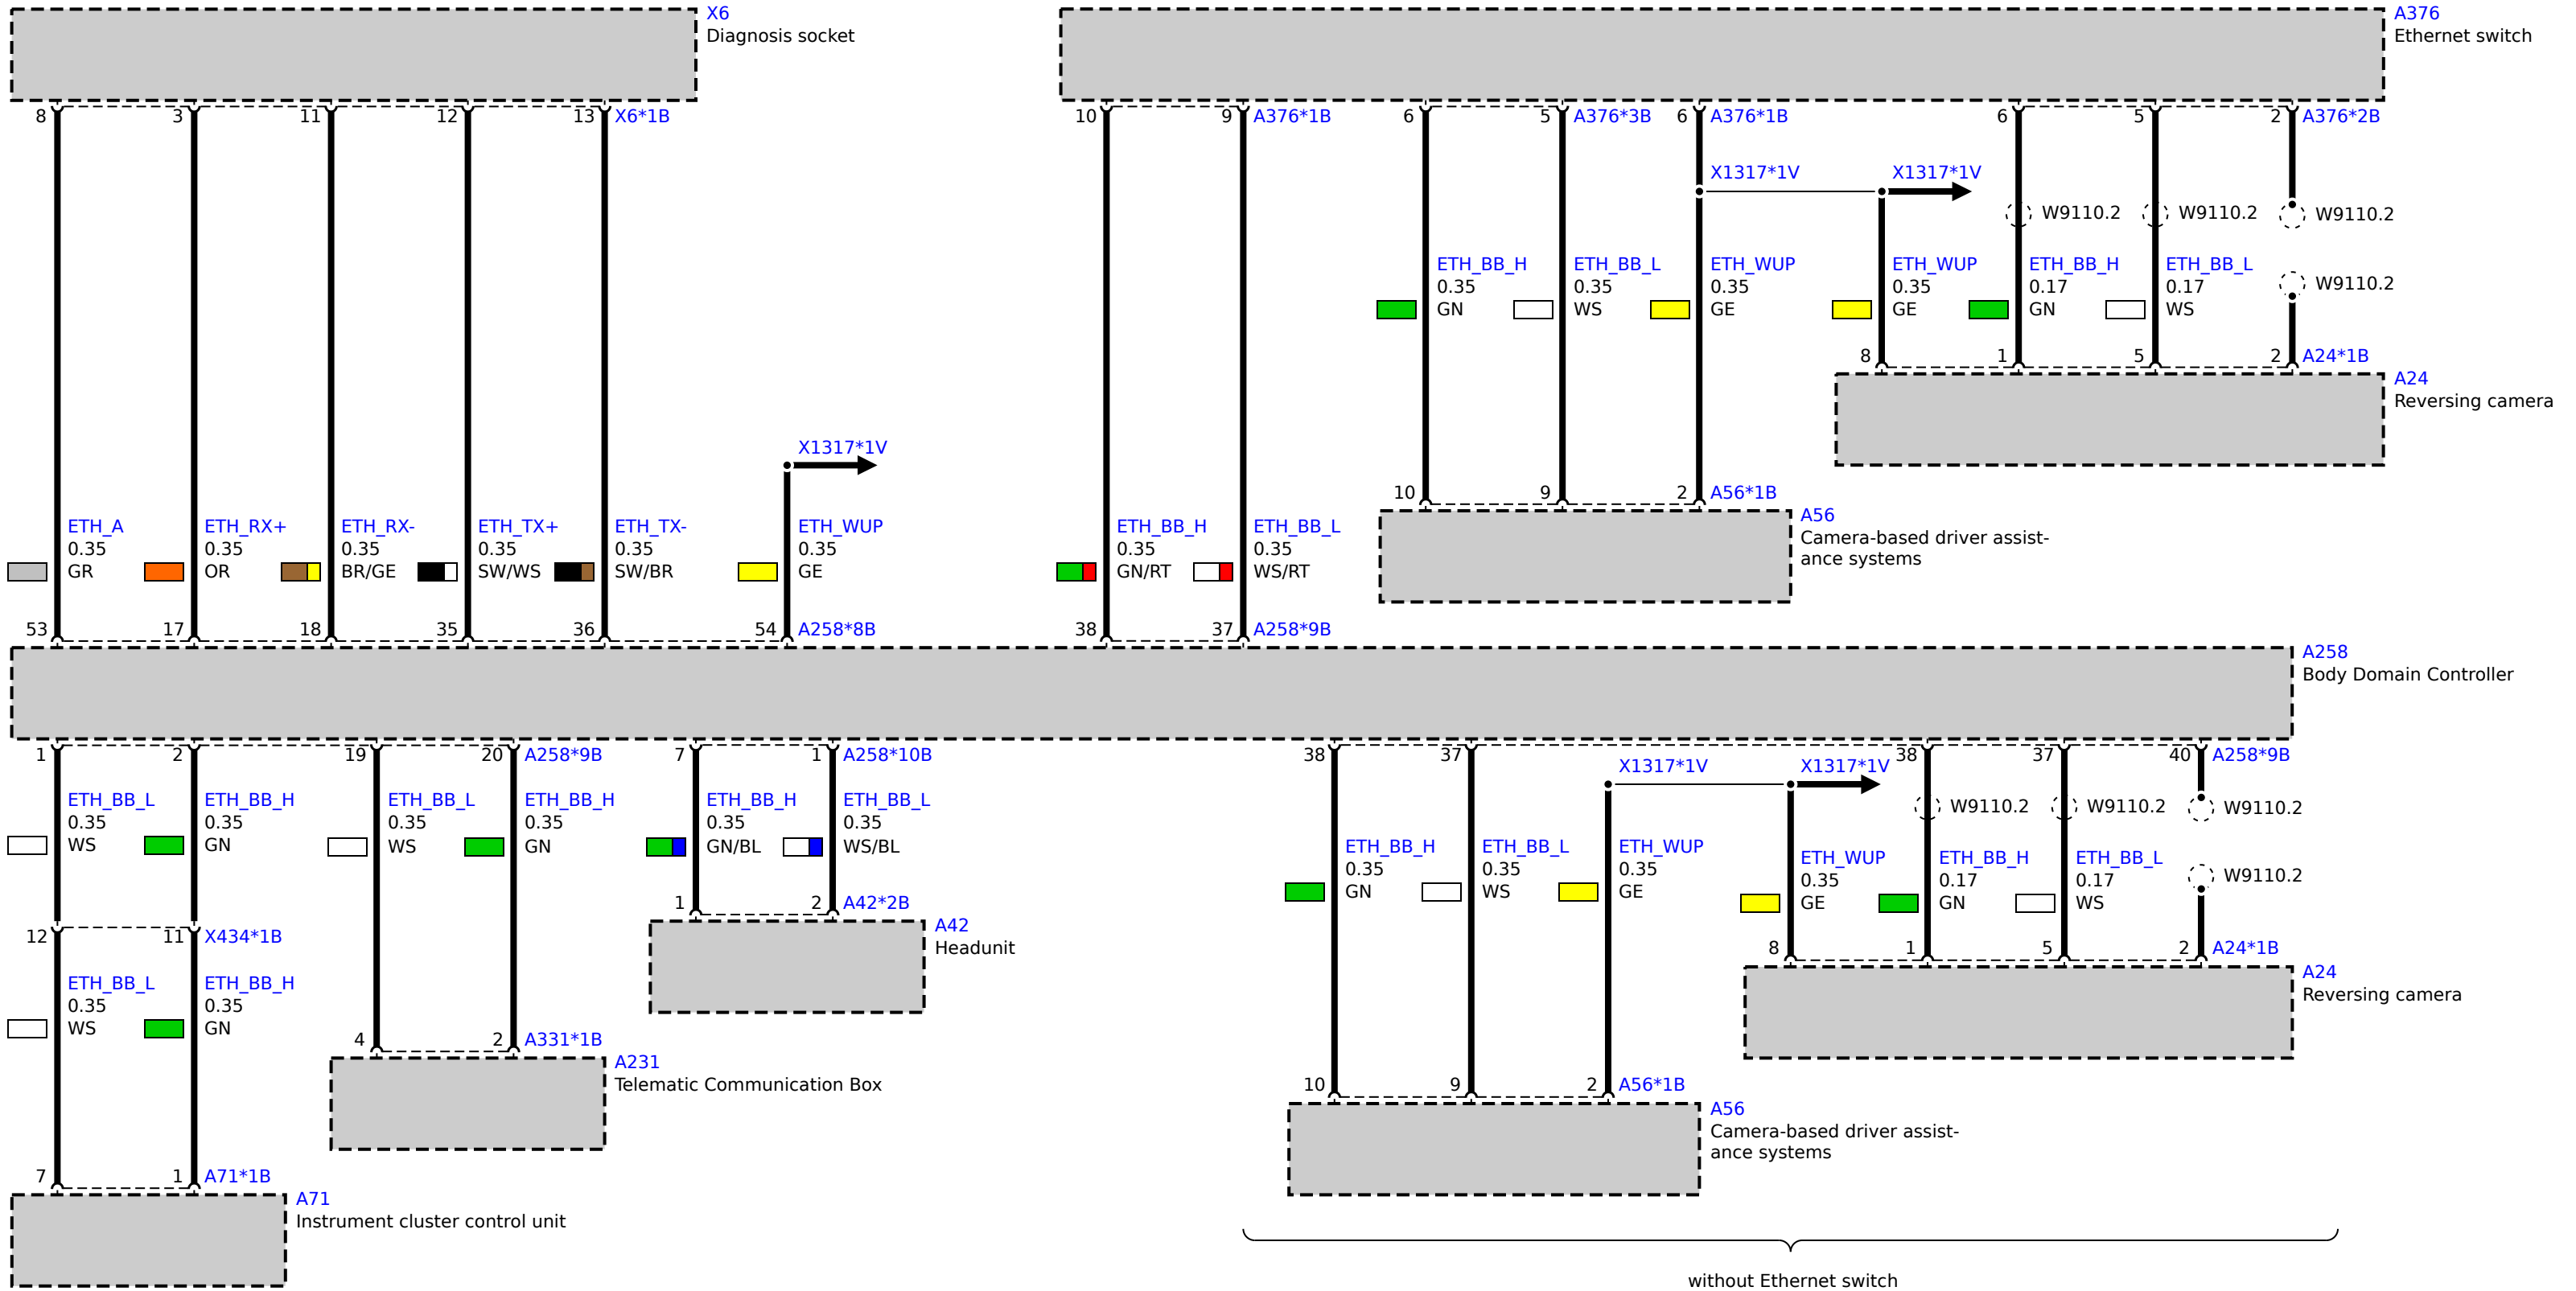 X6
Diagnosis socket
A376
Ethernet switch
8 3 11 12 13 X6*1B
10 9 A376*1B
6 5 A376*3B
6 A376*1B
6 5 2 A376*2B
X1317*1V
X1317*1V
W9110.2
W9110.2
W9110.2
ETH_BB_H
0.35
GN
ETH_BB_L
0.35
WS
ETH_WUP
0.35
GE
ETH_WUP
0.35
GE
ETH_BB_H
0.17
GN
ETH_BB_L
0.17
WS
W9110.2
8 1 5 2 A24*1B
A24
Reversing camera
X1317*1V
10 9 2 A56*1B
A56
Camera-based driver assist-
ance systems
ETH_A
0.35
GR
ETH_RX+
0.35
OR
ETH_RX-
0.35
BR/GE
ETH_TX+
0.35
SW/WS
ETH_TX-
0.35
SW/BR
ETH_WUP
0.35
GE
ETH_BB_H
0.35
GN/RT
ETH_BB_L
0.35
WS/RT
53 17 18 35 36 54 A258*8B
38 37 A258*9B
A258
Body Domain Controller
1 2 19 20 A258*9B
7 1 A258*10B
38 37 38 37 40 A258*9B
X1317*1V
X1317*1V
W9110.2
W9110.2
W9110.2
ETH_BB_L
0.35
WS
ETH_BB_H
0.35
GN
ETH_BB_L
0.35
WS
ETH_BB_H
0.35
GN
ETH_BB_H
0.35
GN/BL
ETH_BB_L
0.35
WS/BL
ETH_BB_H
0.35
GN
ETH_BB_L
0.35
WS
ETH_WUP
0.35
GE
ETH_WUP
0.35
GE
ETH_BB_H
0.17
GN
ETH_BB_L
0.17
WS
W9110.2
1 2 A42*2B
A42
Headunit
12 11 X434*1B
8 1 5 2 A24*1B
A24
Reversing camera
ETH_BB_L
0.35
WS
ETH_BB_H
0.35
GN
4 2 A331*1B
A231
Telematic Communication Box
10 9 2 A56*1B
A56
Camera-based driver assist-
ance systems
7 1 A71*1B
A71
Instrument cluster control unit
without Ethernet switch